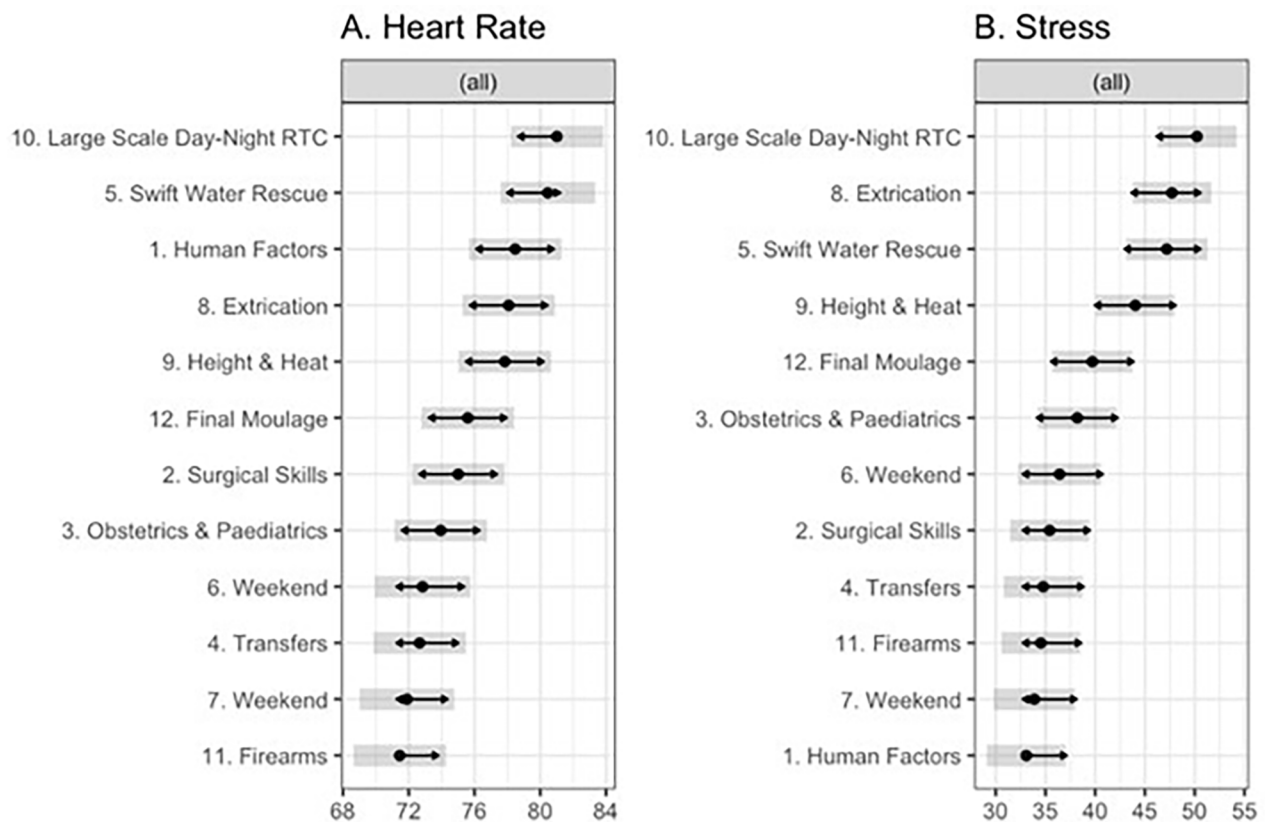 A. Heart Rate
(all)
10. Large Scale Day-Night RTC
5. Swift Water Rescue
1. Human Factors
8. Extrication
9. Height & Heat
12. Final Moulage
2. Surgical Skills
3. Obstetrics & Paediatrics
6. Weekend
4. Transfers
7. Weekend
11. Firearms
68 72 76 80 84
B. Stress
(all)
10. Large Scale Day-Night RTC
8. Extrication
5. Swift Water Rescue
9. Height & Heat
12. Final Moulage
3. Obstetrics & Paediatrics
6. Weekend
2. Surgical Skills
4. Transfers
11. Firearms
7. Weekend
1. Human Factors
30 35 40 45 50 55